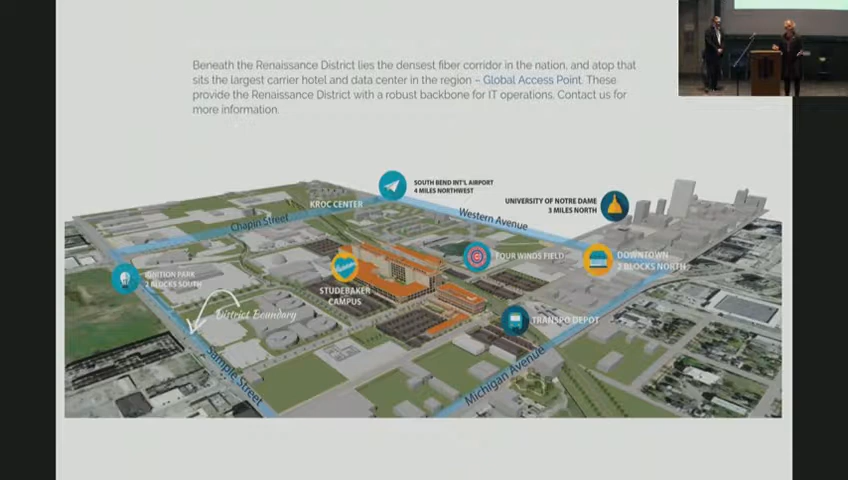 Beneath the Renaissance District lies the densest fiber corridor in the nation, and atop that
sits the largest carrier hotel and data center in the region – Global Access Point. These
provide the Renaissance District with a robust backbone for IT operations. Contact us for
more information.
SOUTH BEND INT'L AIRPORT
4 MILES NORTHWEST
KROC CENTER
UNIVERSITY OF NOTRE DAME
3 MILES NORTH
Chapin Street
Western Avenue
FOUR WINDS FIELD
DOWNTOWN
2 BLOCKS NORTH
IGNITION PARK
2 BLOCKS SOUTH
Studebaker
STUDEBAKER
CAMPUS
District Boundary
TRANSPO DEPOT
Sample Street
Michigan Avenue